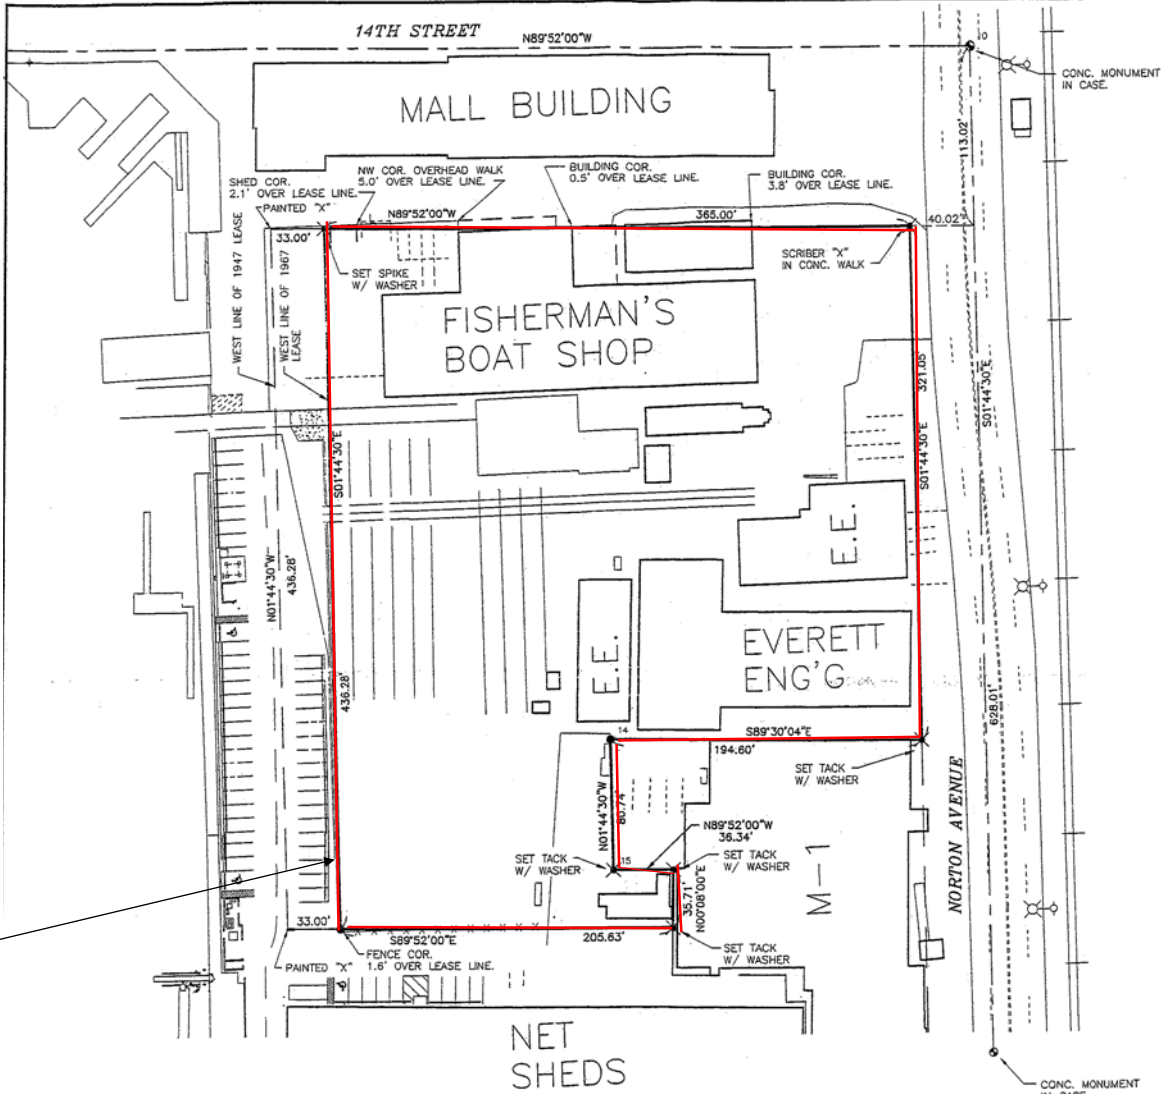 14TH STREET
N89°52'00"W
10
CONC. MONUMENT
IN CASE.
MALL BUILDING
113.02'
SHED COR.
2.1' OVER LEASE LINE.
NW COR. OVERHEAD WALK
5.0' OVER LEASE LINE.
BUILDING COR.
0.5' OVER LEASE LINE.
BUILDING COR.
3.8' OVER LEASE LINE.
PAINTED "X"
N89°52'00"W
365.00'
40.02'
33.00'
SET SPIKE
W/ WASHER
SCRIBER "X"
IN CONC. WALK
WEST LINE OF 1947 LEASE
WEST LINE OF 1967
LEASE
FISHERMAN'S
BOAT SHOP
321.05'
S01°44'30"E
S01°44'30"E
S01°44'30"E
E.E.
N01°44'30"W
436.28'
E.E.
EVERETT
ENG'G
436.28'
628.01'
14
S89°30'04"E
194.60'
SET TACK
W/ WASHER
NORTON AVENUE
N01°44'30"W
80.74'
N89°52'00"W
36.34'
15
SET TACK
W/ WASHER
SET TACK
W/ WASHER
M-1
35.71'
N00°08'00"E
33.00'
S89°52'00"E
205.63'
FENCE COR.
1.6' OVER LEASE LINE.
PAINTED "X"
SET TACK
W/ WASHER
NET
SHEDS
CONC. MONUMENT